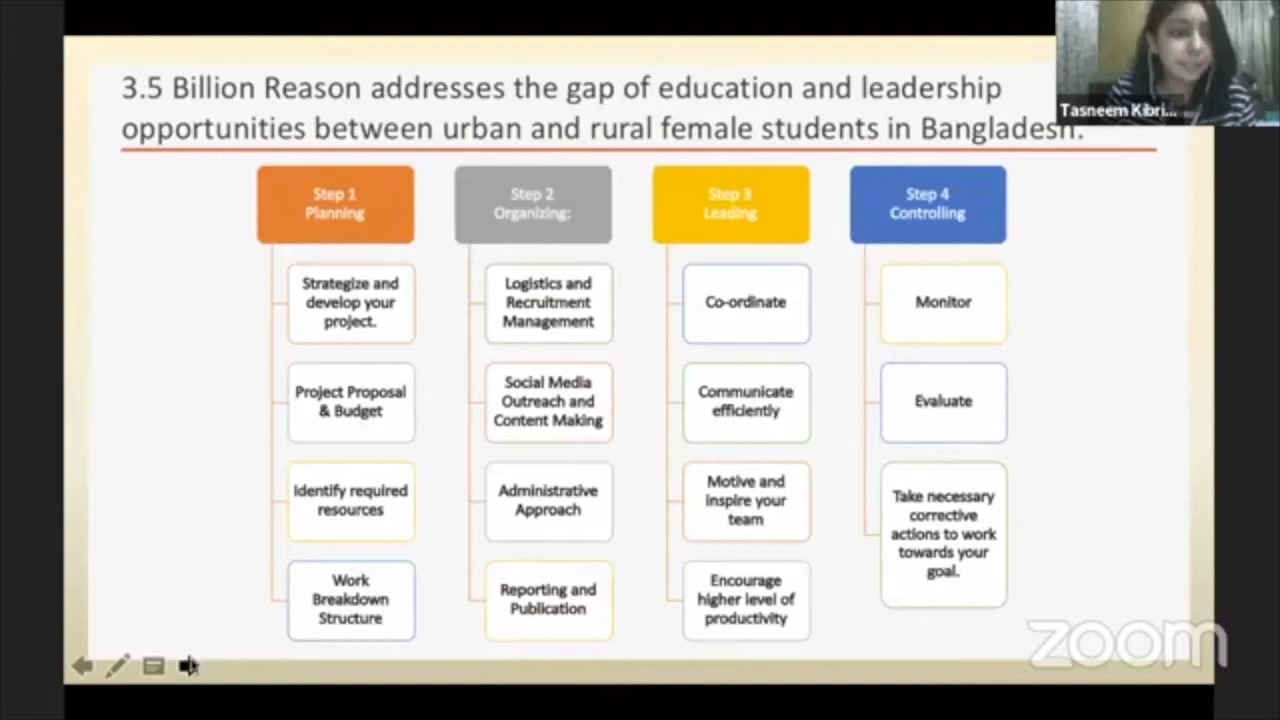 3.5 Billion Reason addresses the gap of education and leadership
opportunities between urban and rural female students in Bangladesh.
Tasneem Kibri...
Step 1
Planning
Strategize and
develop your
project.
Project Proposal
& Budget
Identify required
resources
Work
Breakdown
Structure
Step 2
Organizing:
Logistics and
Recruitment
Management
Social Media
Outreach and
Content Making
Administrative
Approach
Reporting and
Publication
Step 3
Leading
Co-ordinate
Communicate
efficiently
Motive and
inspire your
team
Encourage
higher level of
productivity
Step 4
Controlling
Monitor
Evaluate
Take necessary
corrective
actions to work
towards your
goal.
zoom